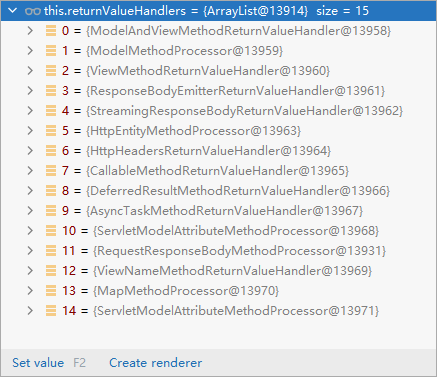 this.returnValueHandlers = {ArrayList@13914} size = 15
0 = {ModelAndViewMethodReturnValueHandler@13958}
1 = {ModelMethodProcessor@13959}
2 = {ViewMethodReturnValueHandler@13960}
3 = {ResponseBodyEmitterReturnValueHandler@13961}
4 = {StreamingResponseBodyReturnValueHandler@13962}
5 = {HttpEntityMethodProcessor@13963}
6 = {HttpHeadersReturnValueHandler@13964}
7 = {CallableMethodReturnValueHandler@13965}
8 = {DeferredResultMethodReturnValueHandler@13966}
9 = {AsyncTaskMethodReturnValueHandler@13967}
10 = {ServletModelAttributeMethodProcessor@13968}
11 = {RequestResponseBodyMethodProcessor@13931}
12 = {ViewNameMethodReturnValueHandler@13969}
13 = {MapMethodProcessor@13970}
14 = {ServletModelAttributeMethodProcessor@13971}
Set value F2 Create renderer